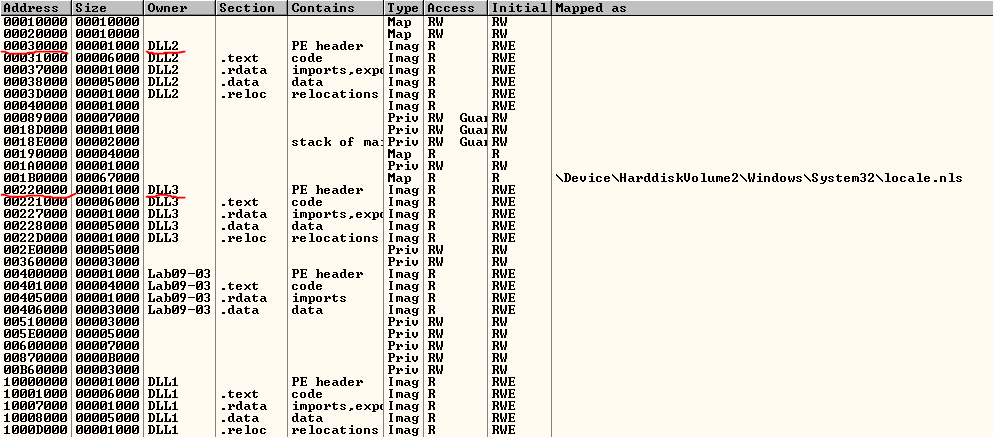 Address Size Owner Section Contains Type Access Initial Mapped as
00010000 00010000 Map RW RW
00020000 00010000 Map RW RW
00030000 00001000 DLL2 PE header Imag R RWE
00031000 00006000 DLL2 .text code Imag R RWE
00037000 00001000 DLL2 .rdata imports,expo Imag R RWE
00038000 00005000 DLL2 .data data Imag R RWE
0003D000 00001000 DLL2 .reloc relocations Imag R RWE
00040000 00001000 Imag R RWE
00089000 00007000 Priv RW Guar RW
0018D000 00001000 Priv RW Guar RW
0018E000 00002000 stack of mai Priv RW Guar RW
00190000 00004000 Map R R
001A0000 00001000 Priv RW RW
001B0000 00067000 Map R R \Device\HarddiskVolume2\Windows\System32\locale.nls
00220000 00001000 DLL3 PE header Imag R RWE
00221000 00006000 DLL3 .text code Imag R RWE
00227000 00001000 DLL3 .rdata imports,expo Imag R RWE
00228000 00005000 DLL3 .data data Imag R RWE
0022D000 00001000 DLL3 .reloc relocations Imag R RWE
002E0000 00005000 Priv RW RW
00360000 00003000 Priv RW RW
00400000 00001000 Lab09-03 PE header Imag R RWE
00401000 00004000 Lab09-03 .text code Imag R RWE
00405000 00001000 Lab09-03 .rdata imports Imag R RWE
00406000 00003000 Lab09-03 .data data Imag R RWE
00510000 00003000 Priv RW RW
005E0000 00005000 Priv RW RW
00600000 00007000 Priv RW RW
00870000 0000B000 Priv RW RW
00B60000 00003000 Priv RW RW
10000000 00001000 DLL1 PE header Imag R RWE
10001000 00006000 DLL1 .text code Imag R RWE
10007000 00001000 DLL1 .rdata imports,expo Imag R RWE
10008000 00005000 DLL1 .data data Imag R RWE
1000D000 00001000 DLL1 .reloc relocations Imag R RWE